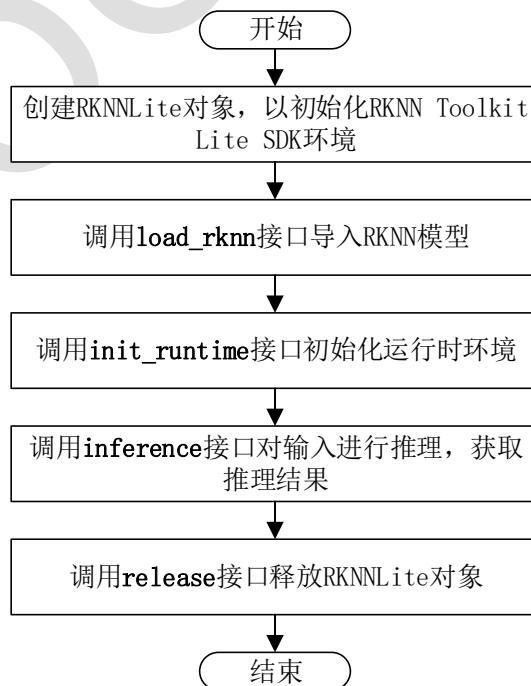 开始
创建RKNNLite对象，以初始化RKNN Toolkit
Lite SDK环境
调用load_rknn接口导入RKNN模型
调用init_runtime接口初始化运行时环境
调用inference接口对输入进行推理，获取
推理结果
调用release接口释放RKNNLite对象
结束